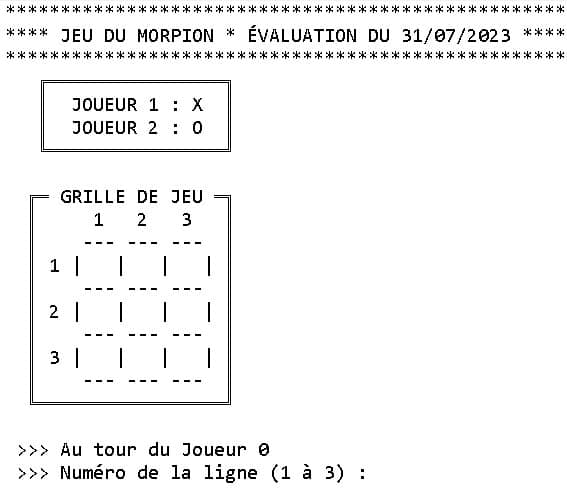 *****************************************************
**** JEU DU MORPION * ÉVALUATION DU 31/07/2023 ****
*****************************************************
JOUEUR 1 : X
JOUEUR 2 : O
GRILLE DE JEU
1 2 3
--- --- ---
1 | | | |
--- --- ---
2 | | | |
--- --- ---
3 | | | |
--- --- ---
>>> Au tour du Joueur 0
>>> Numéro de la ligne (1 à 3) :